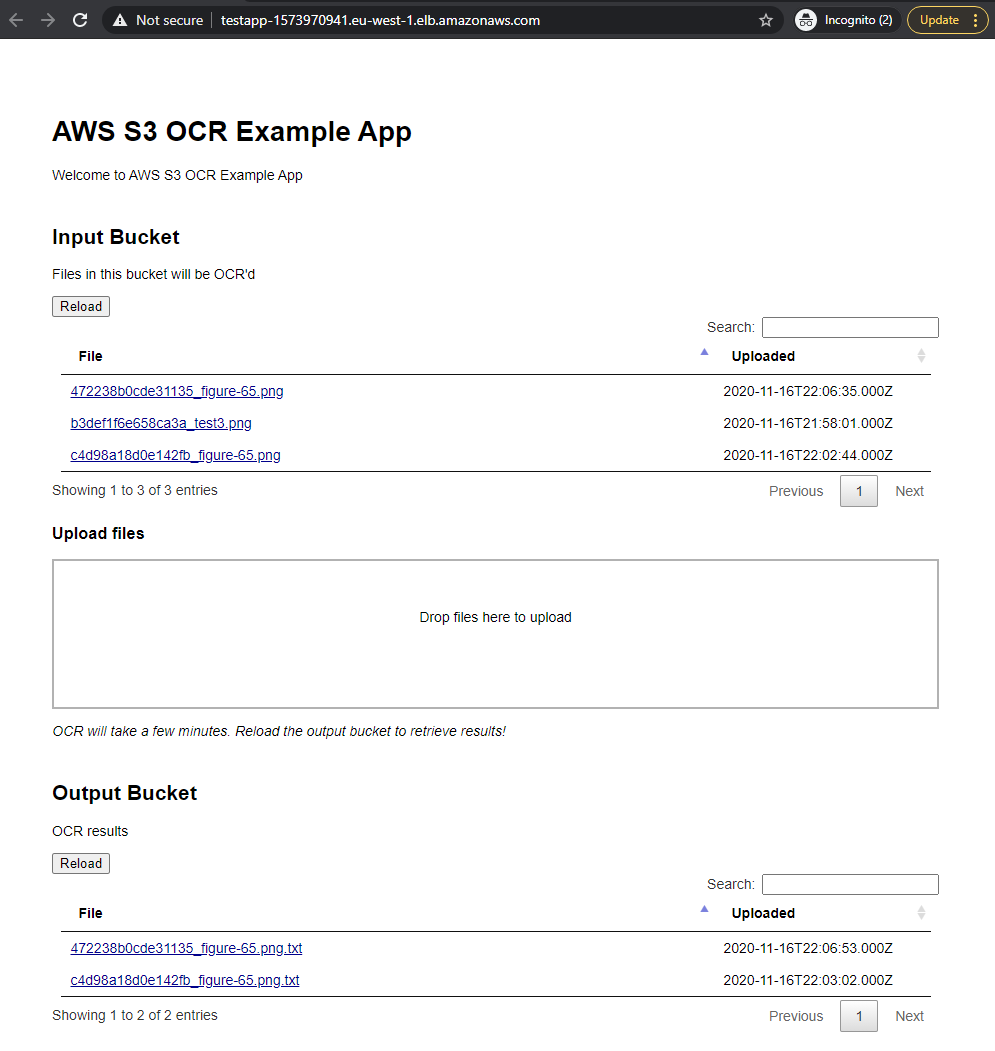 Not secure testapp-1573970941.eu-west-1.elb.amazonaws.com Incognito (2) Update
AWS S3 OCR Example App
Welcome to AWS S3 OCR Example App
Input Bucket
Files in this bucket will be OCR'd
Reload
Search:
File Uploaded
472238b0cde31135_figure-65.png 2020-11-16T22:06:35.000Z
b3def1f6e658ca3a_test3.png 2020-11-16T21:58:01.000Z
c4d98a18d0e142fb_figure-65.png 2020-11-16T22:02:44.000Z
Showing 1 to 3 of 3 entries Previous 1 Next
Upload files
Drop files here to upload
OCR will take a few minutes. Reload the output bucket to retrieve results!
Output Bucket
OCR results
Reload
Search:
File Uploaded
472238b0cde31135_figure-65.png.txt 2020-11-16T22:06:53.000Z
c4d98a18d0e142fb_figure-65.png.txt 2020-11-16T22:03:02.000Z
Showing 1 to 2 of 2 entries Previous 1 Next